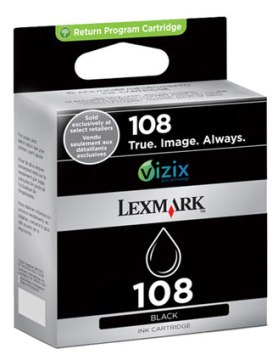 Return Program Cartridge
Sold
exclusively at
select retailers
Vendu
seulement aux
détaillants
exclusifs
108
True. Image. Always.
vizix
LEXMARK
108
BLACK
INK CARTRIDGE